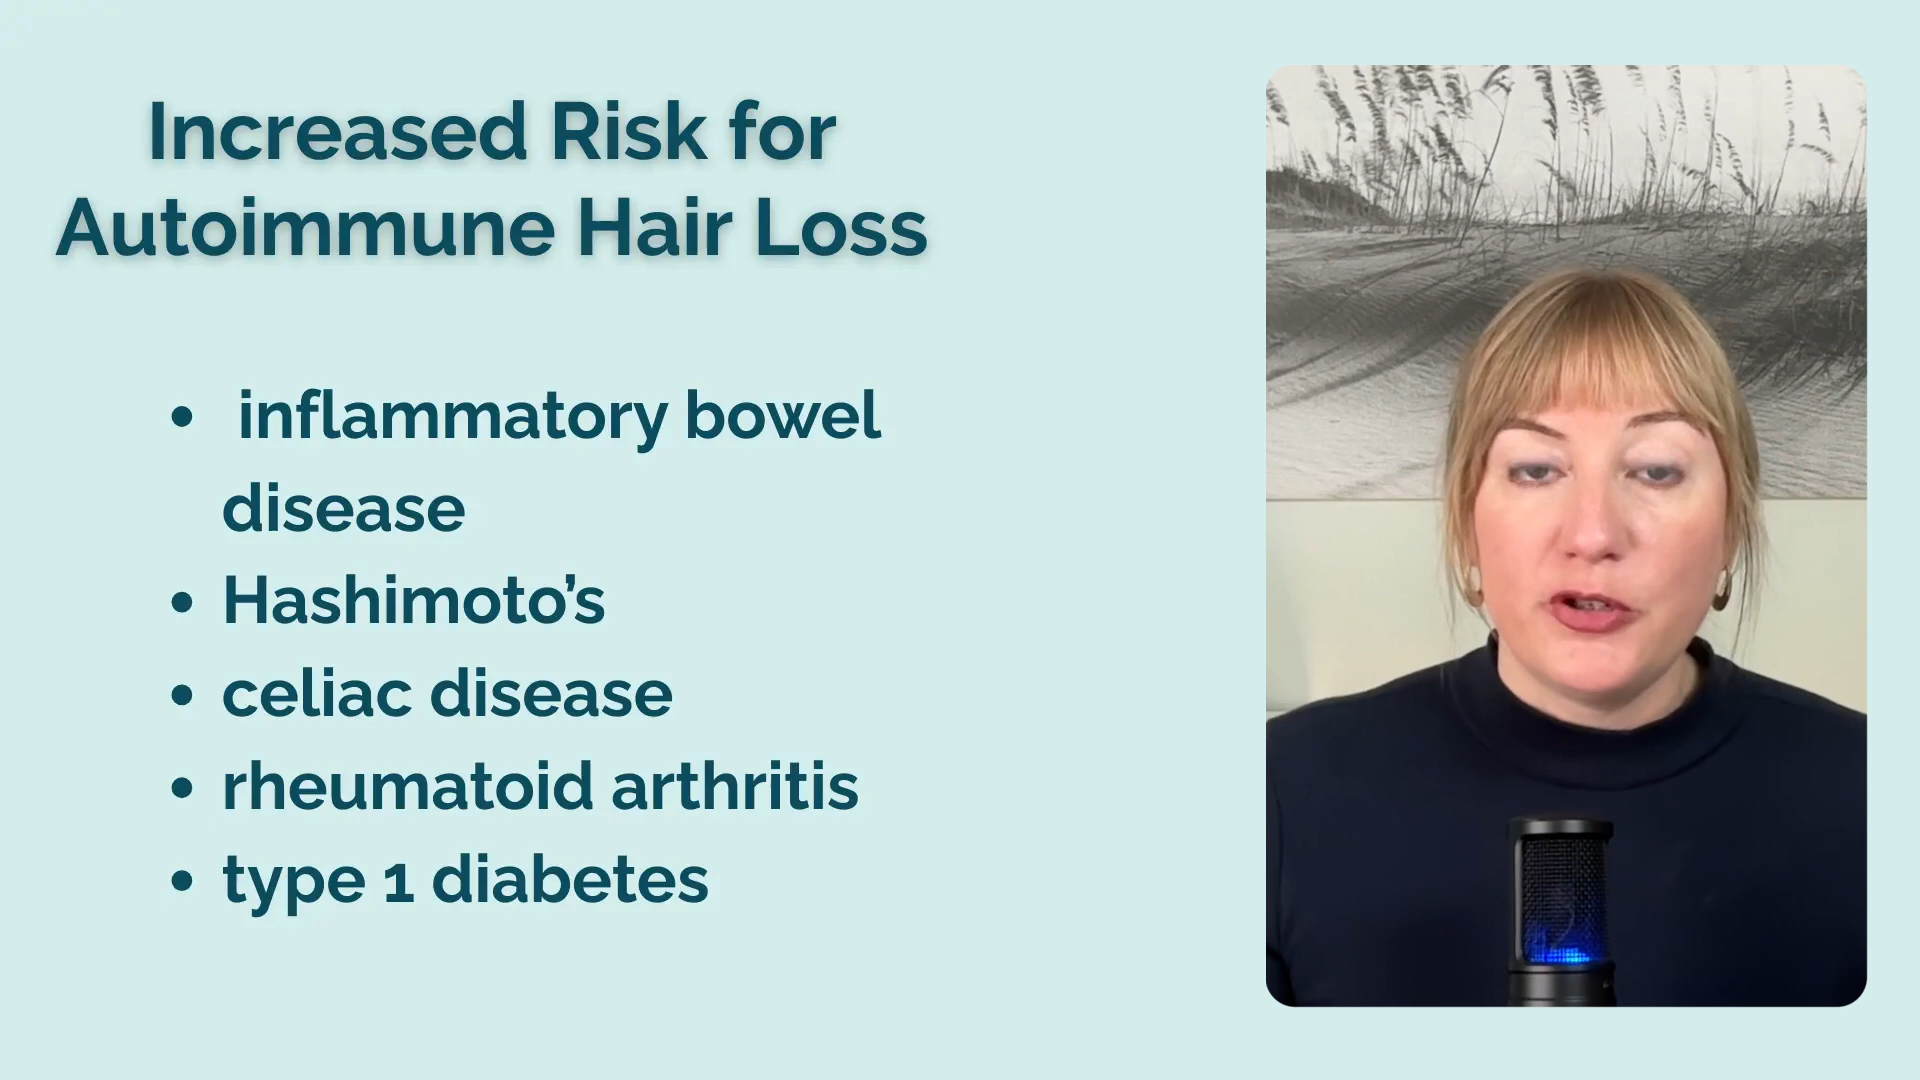 Increased Risk for
Autoimmune Hair Loss
• inflammatory bowel
disease
• Hashimoto’s
• celiac disease
• rheumatoid arthritis
• type 1 diabetes